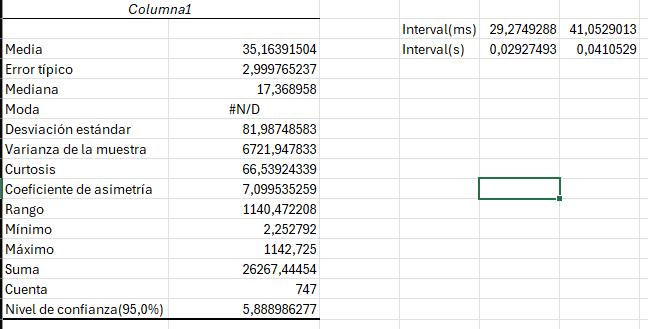 Columna1
Interval(ms) 29,2749288 41,0529013
Media 35,16391504 Interval(s) 0,02927493 0,0410529
Error típico 2,999765237
Mediana 17,368958
Moda #N/D
Desviación estándar 81,98748583
Varianza de la muestra 6721,947833
Curtosis 66,53924339
Coeficiente de asimetría 7,099535259
Rango 1140,472208
Mínimo 2,252792
Máximo 1142,725
Suma 26267,44454
Cuenta 747
Nivel de confianza(95,0%) 5,888986277